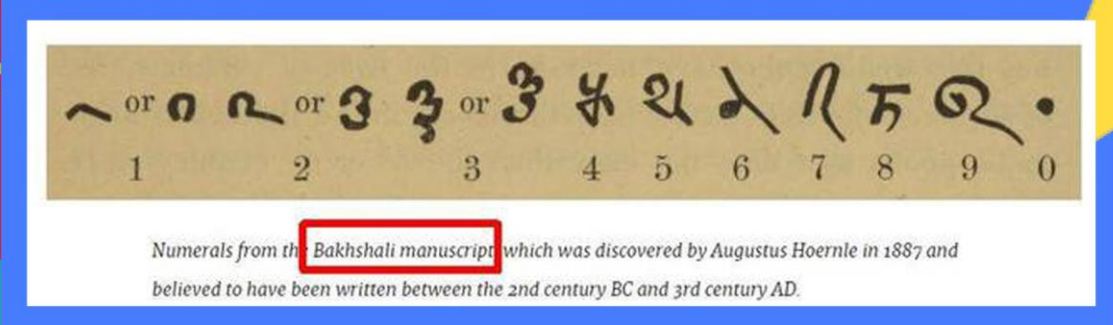 or or or
1 2 3 4 5 6 7 8 9 0
Numerals from the Bakhshali manuscript which was discovered by Augustus Hoernle in 1887 and
believed to have been written between the 2nd century BC and 3rd century AD.